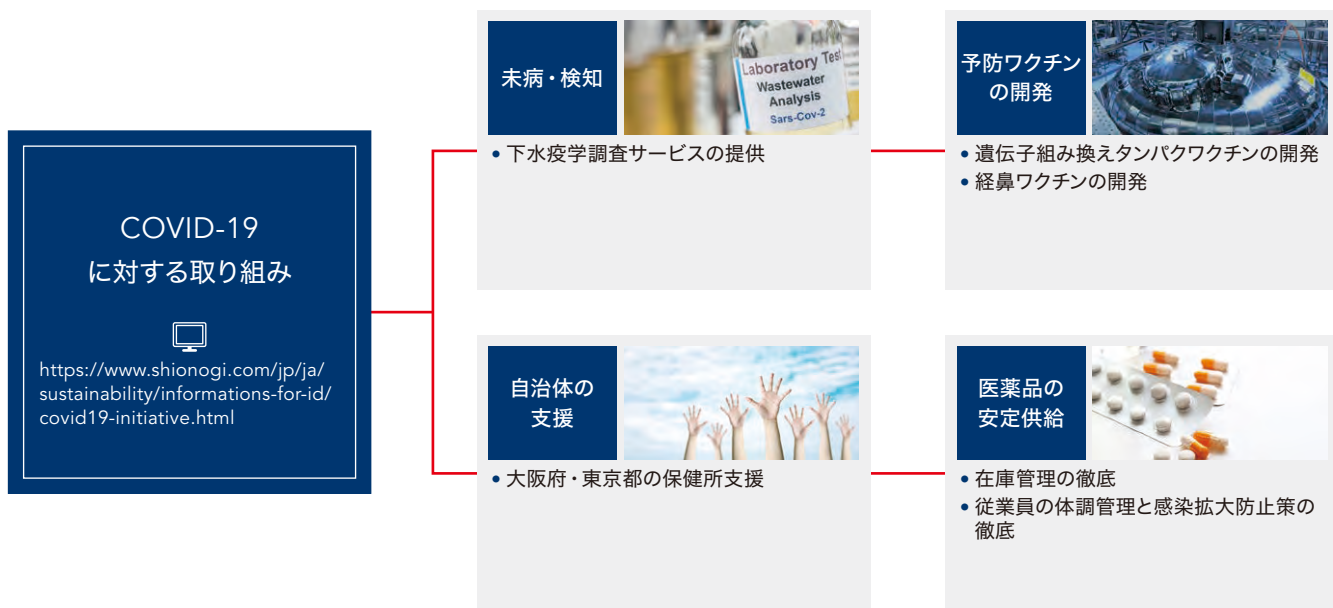 COVID-19
に対する取り組み
https://www.shionogi.com/jp/ja/
sustainability/informations-for-id/
covid19-initiative.html
未病・検知
Laboratory Test
Wastewater
Analysis
Sars-Cov-2
• 下水疫学調査サービスの提供
予防ワクチン
の開発
• 遺伝子組み換えタンパクワクチンの開発
• 経鼻ワクチンの開発
自治体の
支援
• 大阪府・東京都の保健所支援
医薬品の
安定供給
• 在庫管理の徹底
• 従業員の体調管理と感染拡大防止策の
徹底